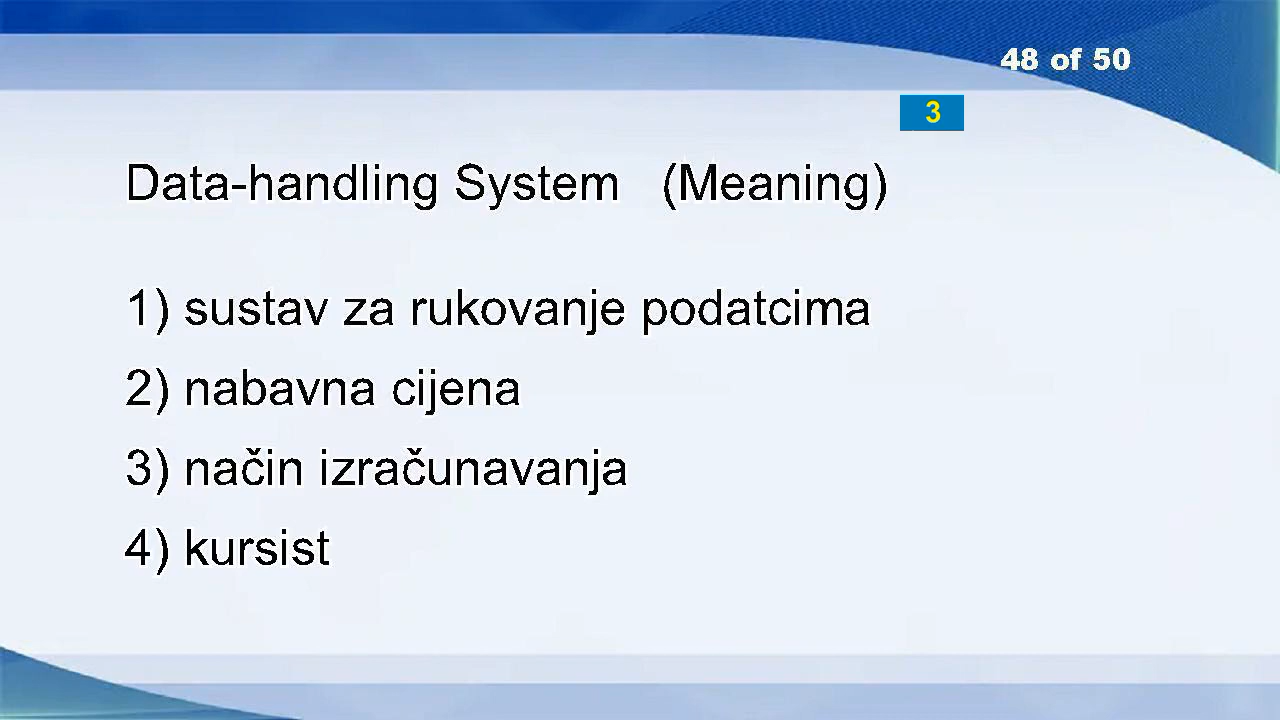 48 of 50
3
Data-handling System (Meaning)
1) sustav za rukovanje podatcima
2) nabavna cijena
3) način izračunavanja
4) kursist